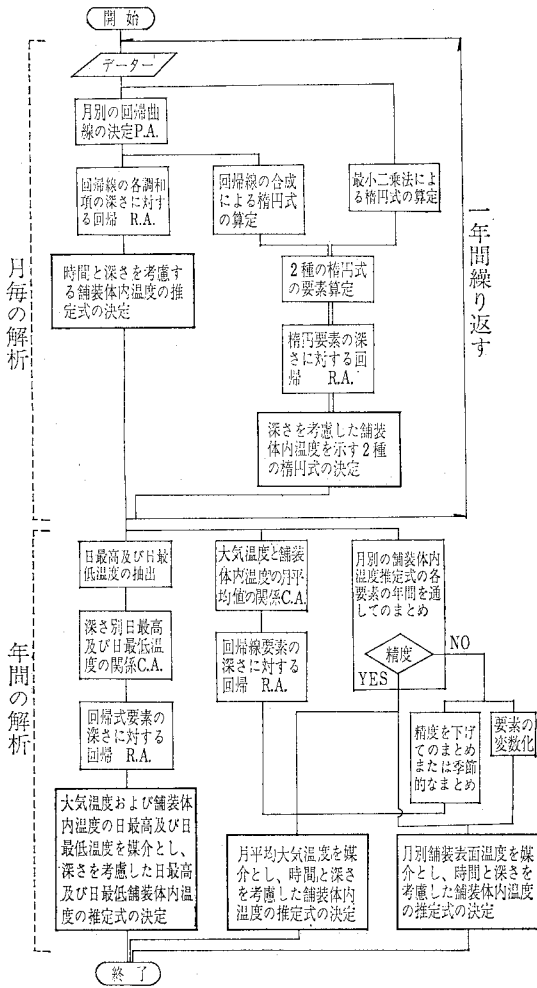 開始
データー
月別の回帰曲
線の決定P.A.
回帰線の各調和
項の深さに対す
る回帰 R.A.
回帰線の合成
による楕円式
の算定
最小二乗法によ
る楕円式の算定
時間と深さを考慮す
る舗装体内温度の推
定式の決定
2種の楕円式
の要素算定
楕円要素の深
さに対する回
帰 R.A.
深さを考慮した舗装
体内温度を示す2種
の楕円式の決定
月毎の解析
一年間繰り返す
日最高及び日最
低温度の抽出
大気温度と舗装
体内温度の月平
均値の関係C.A.
月別の舗装体内
温度推定式の各
要素の年間を通
してのまとめ
深さ別日最高
及び日最低温
度の関係C.A.
回帰線要素の
深さに対する
回帰 R.A.
精度
NO
YES
回帰式要素の
深さに対する
回帰 R.A.
精度を下げ
てのまとめ
または季節
的なまとめ
要素の
変数化
大気温度および舗装体
内温度の日最高及び日
最低温度を媒介とし、
深さを考慮した日最高
及び日最低舗装体内温
度の推定式の決定
月平均大気温度を媒
介とし、時間と深さ
を考慮した舗装体内
温度の推定式の決定
月別舗装表面温度を媒
介とし、時間と深さを
考慮した舗装体内温度
の推定式の決定
年間の解析
終了